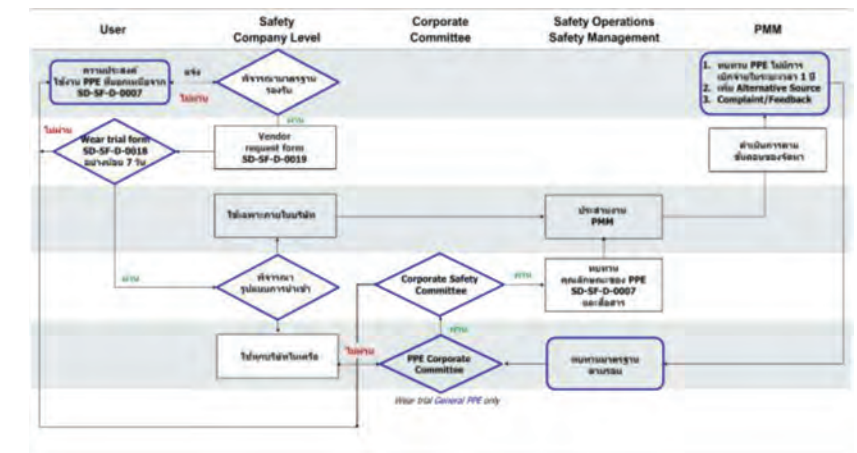 User
Safety
Company Level
Corporate
Committee
Safety Operations
Safety Management
PMM
ความประสงค์
ใช้งาน PPE ที่นอกเหนือจาก
SD-SF-D-0007
แจ้ง
ไม่ผ่าน
พิจารณามาตรฐาน
รองรับ
ผ่าน
1. ทบทวน PPE ไม่มีการ
เบิกจ่ายในระยะเวลา 1 ปี
2. เพิ่ม Alternative Source
3. Complaint/Feedback
ไม่ผ่าน
Wear trial form
SD-SF-D-0018
อย่างน้อย 7 วัน
Vendor
request form
SD-SF-D-0019
ดำเนินการตาม
ขั้นตอนของจัดหา
ใช้เฉพาะภายในบริษัท
ประสานงาน
PMM
ผ่าน
พิจารณา
รูปแบบการนำเข้า
Corporate Safety
Committee
ผ่าน
ทบทวน
คุณลักษณะของ PPE
SD-SF-D-0007
และสื่อสาร
ผ่าน
ใช้ทุกบริษัทในเครือ
ไม่ผ่าน
PPE Corporate
Committee
ทบทวนมาตรฐาน
ตามรอบ
Wear trial General PPE only